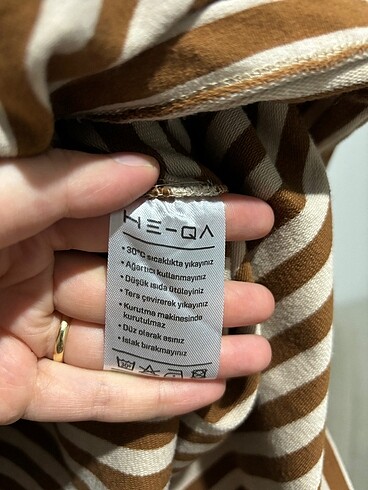 HE-QA
• 30°C sıcaklıkta yıkayınız
• Ağartıcı kullanmayınız
• Düşük ısıda ütüleyiniz
• Ters çevirerek yıkayınız
• Kurutma makinesinde
kurutulmaz
• Düz olarak asınız
• Islak bırakmayınız